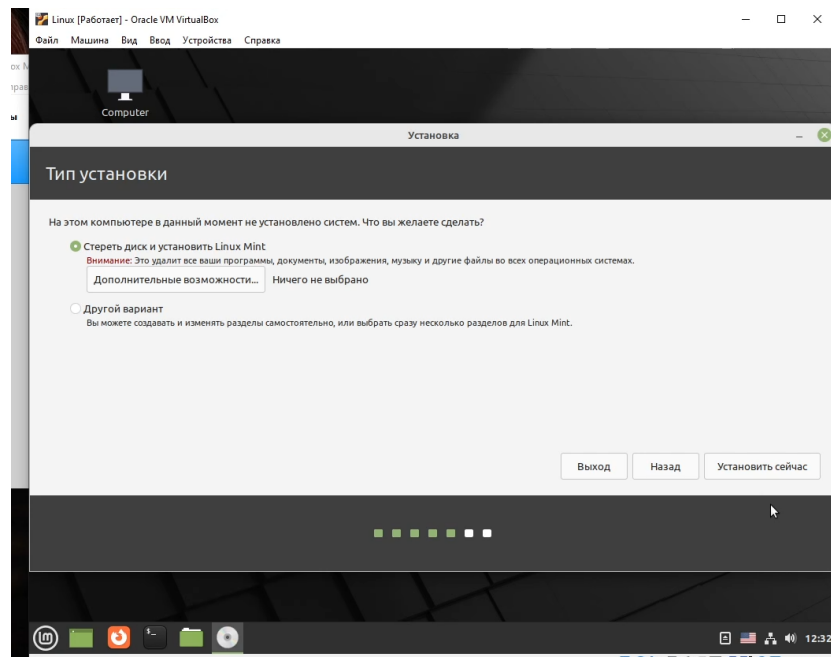 Linux [Работает] - Oracle VM VirtualBox
Файл Машина Вид Ввод Устройства Справка
Computer
Установка
Тип установки
На этом компьютере в данный момент не установлено систем. Что вы желаете сделать?
Стереть диск и установить Linux Mint
Внимание: Это удалит все ваши программы, документы, изображения, музыку и другие файлы во всех операционных системах.
Дополнительные возможности... Ничего не выбрано
Другой вариант
Вы можете создавать и изменять разделы самостоятельно, или выбрать сразу несколько разделов для Linux Mint.
Выход Назад Установить сейчас
12:32